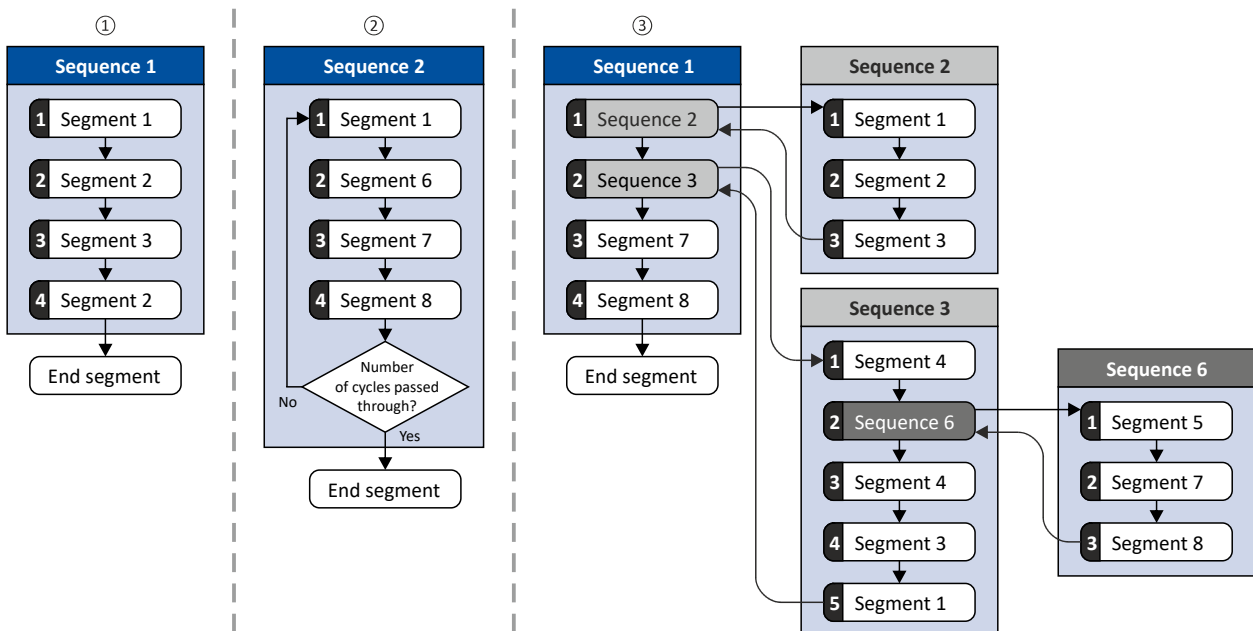 ①
Sequence 1
1 Segment 1
2 Segment 2
3 Segment 3
4 Segment 2
End segment
②
Sequence 2
1 Segment 1
2 Segment 6
3 Segment 7
4 Segment 8
Number
of cycles passed
through?
No
Yes
End segment
③
Sequence 1
1 Sequence 2
2 Sequence 3
3 Segment 7
4 Segment 8
End segment
Sequence 2
1 Segment 1
2 Segment 2
3 Segment 3
Sequence 3
1 Segment 4
2 Sequence 6
3 Segment 4
4 Segment 3
5 Segment 1
Sequence 6
1 Segment 5
2 Segment 7
3 Segment 8